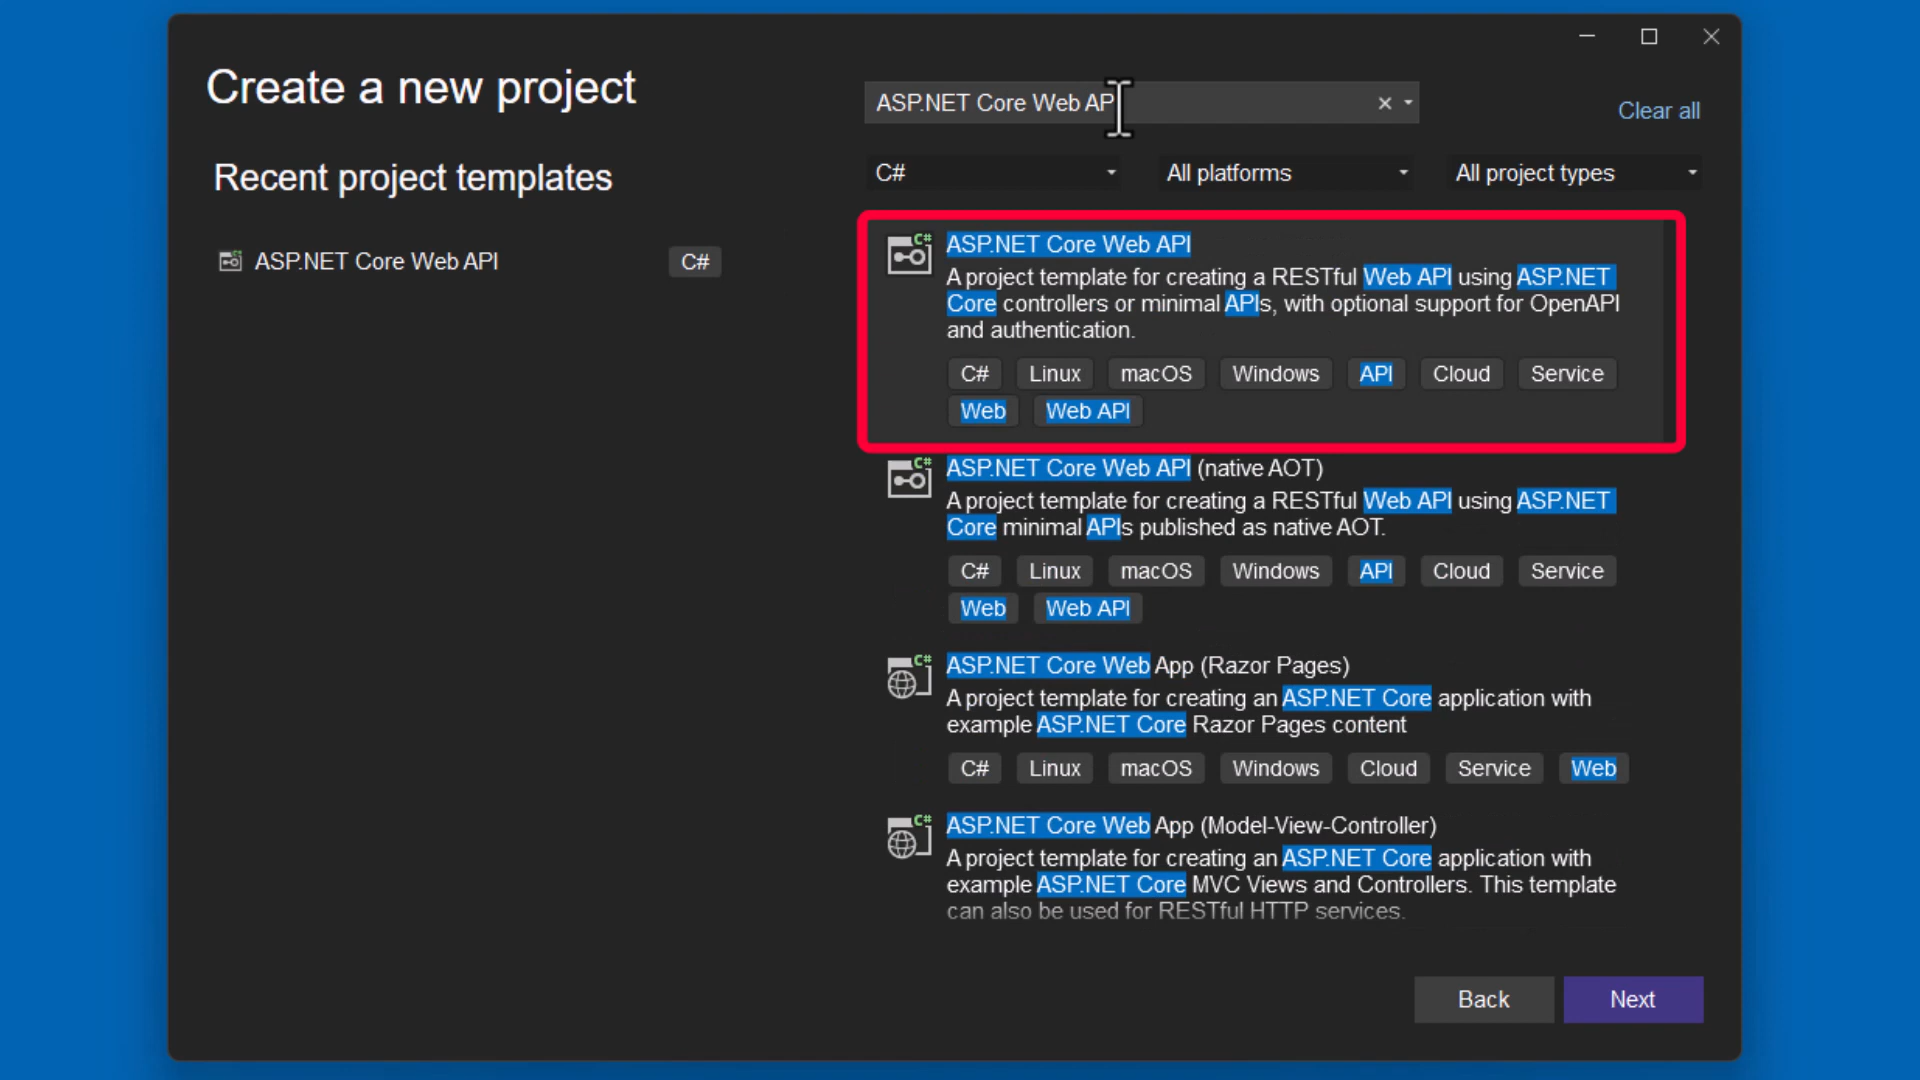 Create a new project
ASP.NET Core Web AP
Clear all
Recent project templates
C#
All platforms
All project types
ASP.NET Core Web API
C#
C#
ASP.NET Core Web API
A project template for creating a RESTful Web API using ASP.NET
Core controllers or minimal APIs, with optional support for OpenAPI
and authentication.
C# Linux macOS Windows API Cloud Service
Web Web API
C#
ASP.NET Core Web API (native AOT)
A project template for creating a RESTful Web API using ASP.NET
Core minimal APIs published as native AOT.
C# Linux macOS Windows API Cloud Service
Web Web API
C#
ASP.NET Core Web App (Razor Pages)
A project template for creating an ASP.NET Core application with
example ASP.NET Core Razor Pages content
C# Linux macOS Windows Cloud Service Web
C#
ASP.NET Core Web App (Model-View-Controller)
A project template for creating an ASP.NET Core application with
example ASP.NET Core MVC Views and Controllers. This template
can also be used for RESTful HTTP services.
Back
Next